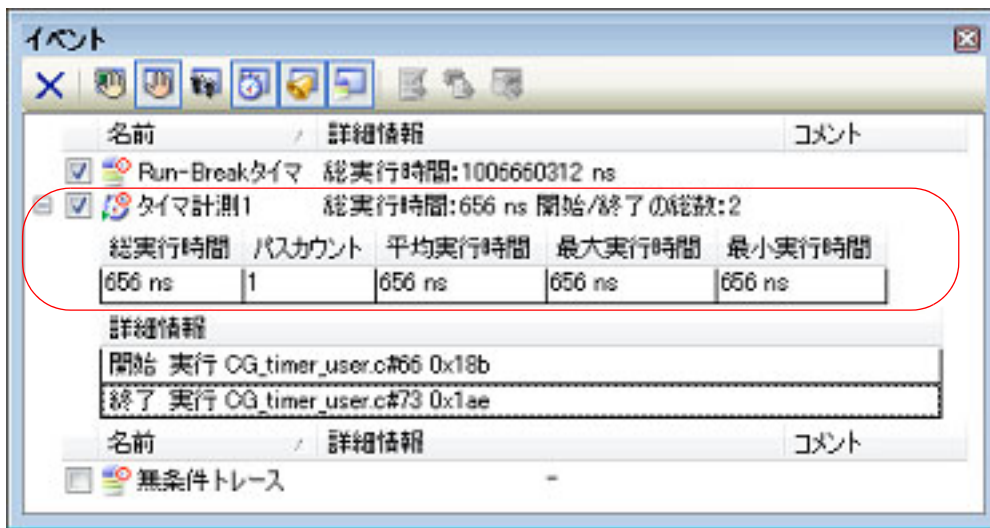 イベント
名前 詳細情報 コメント
Run-Breakタイマ 総実行時間:1006660312 ns
タイマ計測1 総実行時間:656 ns 開始/終了の総数:2
総実行時間 パスカウント 平均実行時間 最大実行時間 最小実行時間
656 ns 1 656 ns 656 ns 656 ns
詳細情報
開始 実行 CG_timer_user.c#66 0x18b
終了 実行 CG_timer_user.c#73 0x1ae
名前 詳細情報 コメント
無条件トレース -